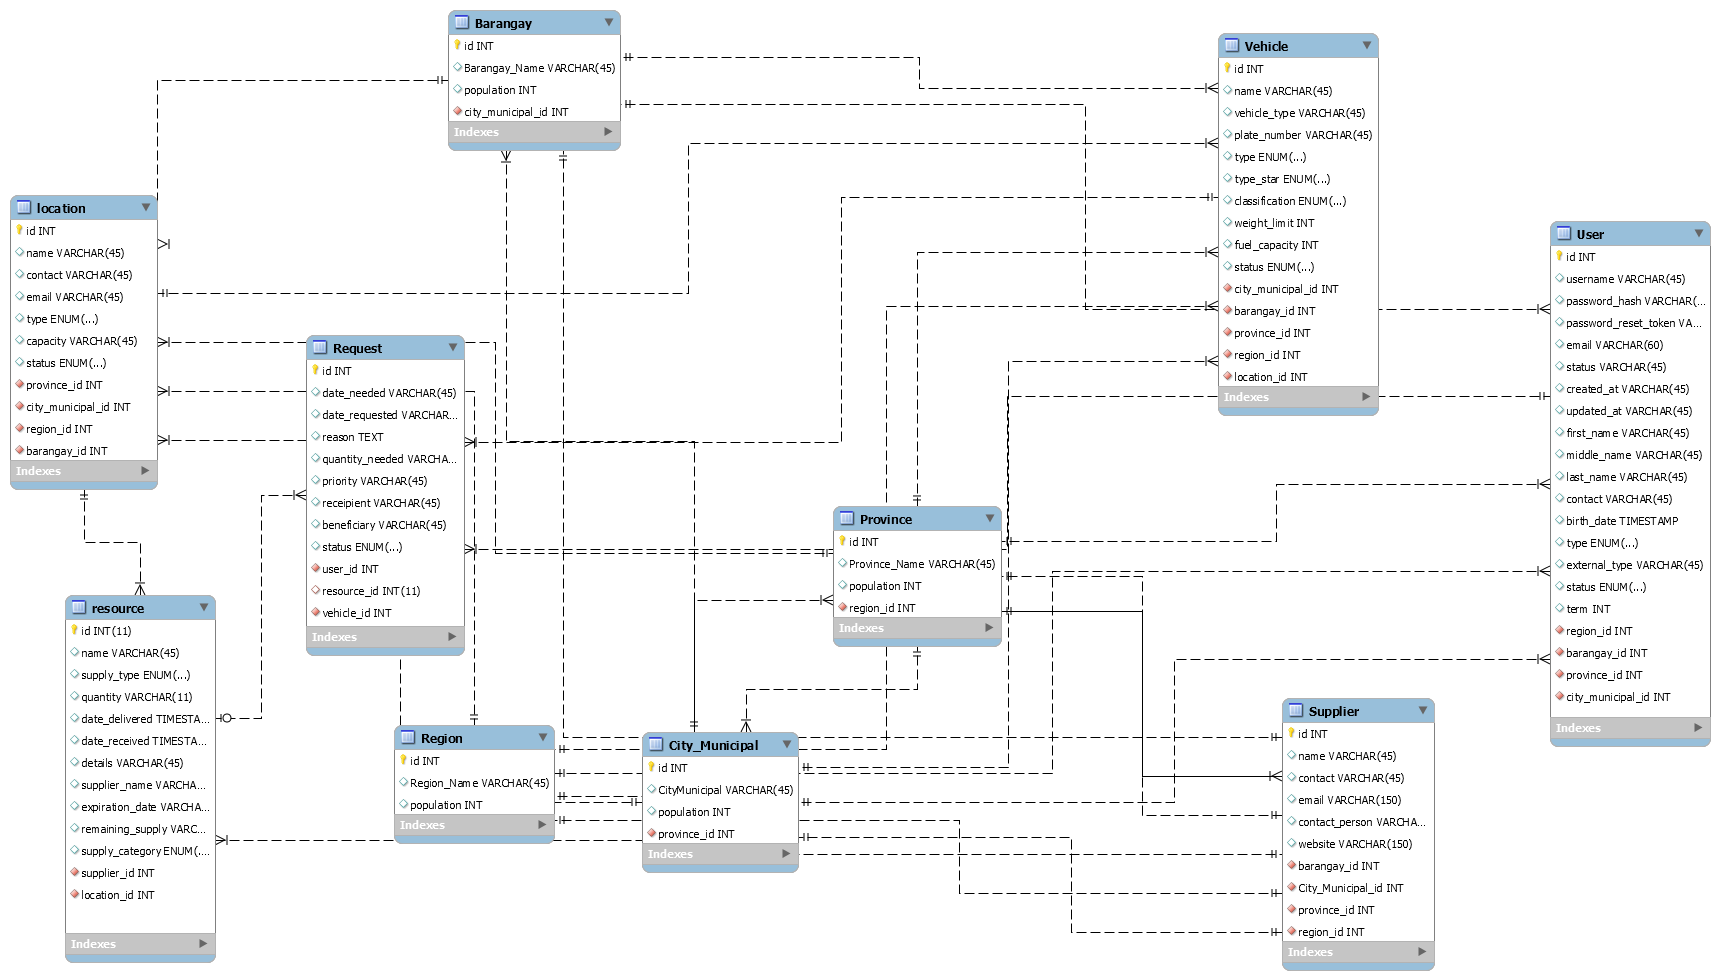 Barangay
id INT
Barangay_Name VARCHAR(45)
population INT
city_municipal_id INT
Indexes
Vehicle
id INT
name VARCHAR(45)
vehicle_type VARCHAR(45)
plate_number VARCHAR(45)
type ENUM(...)
type_star ENUM(...)
classification ENUM(...)
weight_limit INT
fuel_capacity INT
status ENUM(...)
city_municipal_id INT
barangay_id INT
province_id INT
region_id INT
location_id INT
Indexes
location
id INT
name VARCHAR(45)
contact VARCHAR(45)
email VARCHAR(45)
type ENUM(...)
capacity VARCHAR(45)
status ENUM(...)
province_id INT
city_municipal_id INT
region_id INT
barangay_id INT
Indexes
User
id INT
username VARCHAR(45)
password_hash VARCHAR(...
password_reset_token VA...
email VARCHAR(60)
status VARCHAR(45)
created_at VARCHAR(45)
updated_at VARCHAR(45)
first_name VARCHAR(45)
middle_name VARCHAR(45)
last_name VARCHAR(45)
contact VARCHAR(45)
birth_date TIMESTAMP
type ENUM(...)
external_type VARCHAR(45)
status ENUM(...)
term INT
region_id INT
barangay_id INT
province_id INT
city_municipal_id INT
Indexes
Request
id INT
date_needed VARCHAR(45)
date_requested VARCHAR...
reason TEXT
quantity_needed VARCHA...
priority VARCHAR(45)
receipient VARCHAR(45)
beneficiary VARCHAR(45)
status ENUM(...)
user_id INT
resource_id INT(11)
vehicle_id INT
Indexes
Province
id INT
Province_Name VARCHAR(45)
population INT
region_id INT
Indexes
resource
id INT(11)
name VARCHAR(45)
supply_type ENUM(...)
quantity VARCHAR(11)
date_delivered TIMESTA...
date_received TIMESTA...
details VARCHAR(45)
supplier_name VARCHA...
expiration_date VARCHA...
remaining_supply VARC...
supply_category ENUM(...
supplier_id INT
location_id INT
Indexes
Region
id INT
Region_Name VARCHAR(45)
population INT
Indexes
City_Municipal
id INT
CityMunicipal VARCHAR(45)
population INT
province_id INT
Indexes
Supplier
id INT
name VARCHAR(45)
contact VARCHAR(45)
email VARCHAR(150)
contact_person VARCHA...
website VARCHAR(150)
barangay_id INT
City_Municipal_id INT
province_id INT
region_id INT
Indexes